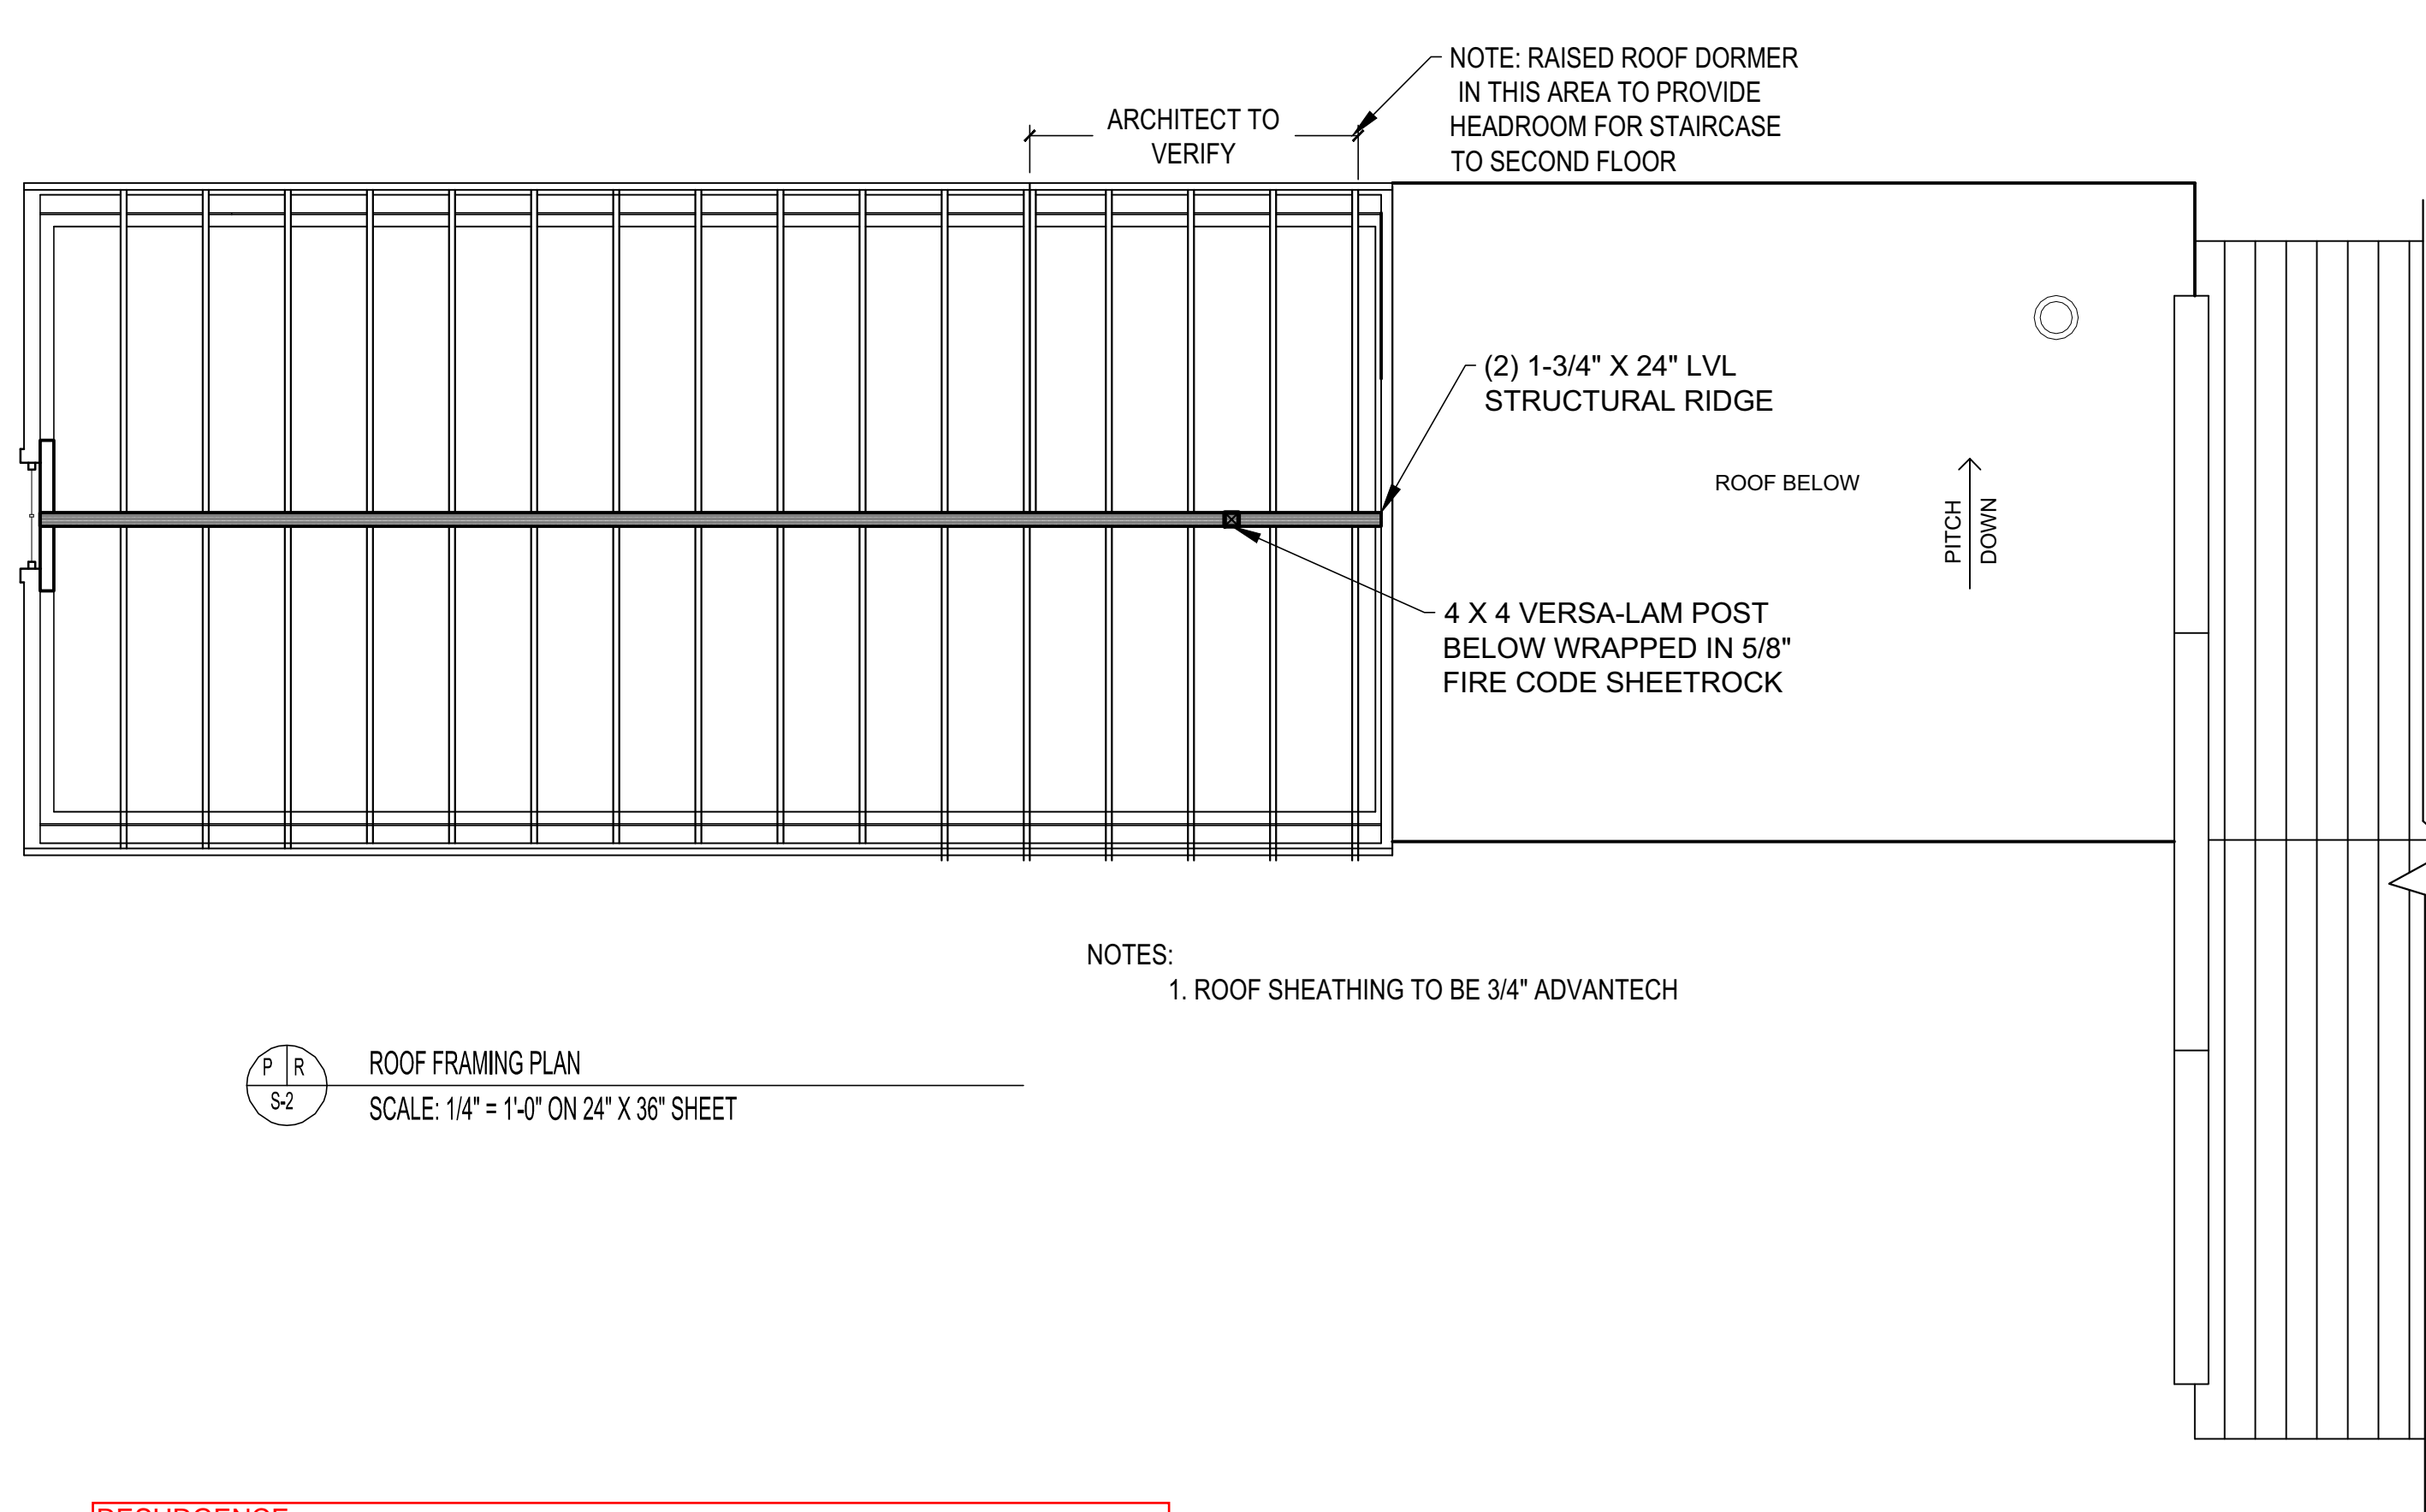 NOTE: RAISED ROOF DORMER
IN THIS AREA TO PROVIDE
HEADROOM FOR STAIRCASE
TO SECOND FLOOR
ARCHITECT TO
VERIFY
(2) 1-3/4" X 24" LVL
STRUCTURAL RIDGE
ROOF BELOW
PITCH
DOWN
4 X 4 VERSA-LAM POST
BELOW WRAPPED IN 5/8"
FIRE CODE SHEETROCK
NOTES:
1. ROOF SHEATHING TO BE 3/4" ADVANTECH
P R
S-2
ROOF FRAMING PLAN
SCALE: 1/4" = 1'-0" ON 24" X 36" SHEET
RESURGENCE